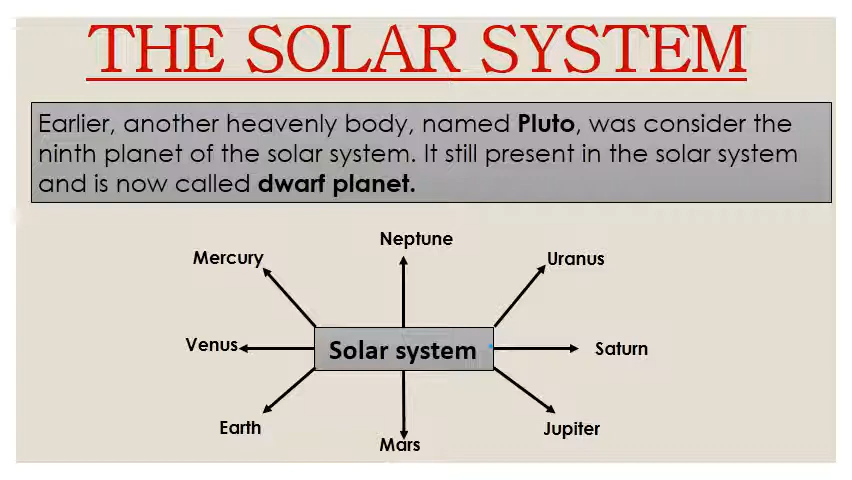 THE SOLAR SYSTEM
Earlier, another heavenly body, named Pluto, was consider the
ninth planet of the solar system. It still present in the solar system
and is now called dwarf planet.
Neptune
Mercury
Uranus
Venus
Solar system
Saturn
Earth
Jupiter
Mars